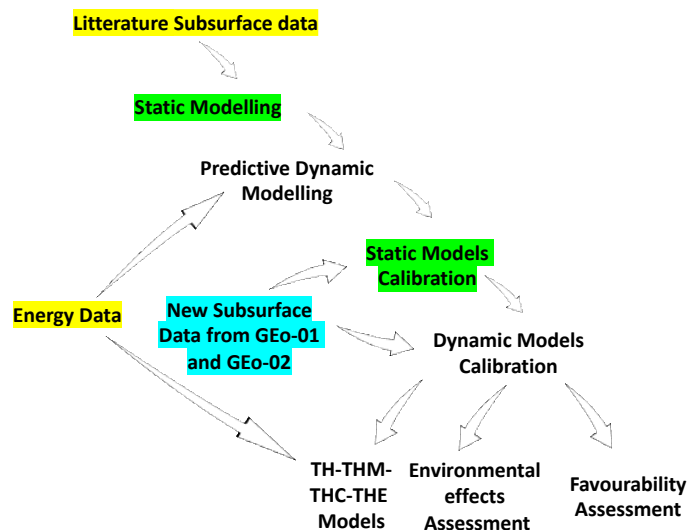 Litterature Subsurface data
Static Modelling
Predictive Dynamic
Modelling
Static Models
Calibration
Energy Data
New Subsurface
Data from GEo-01
and GEo-02
Dynamic Models
Calibration
TH-THM-
THC-THE
Models
Environmental
effects
Assessment
Favourability
Assessment